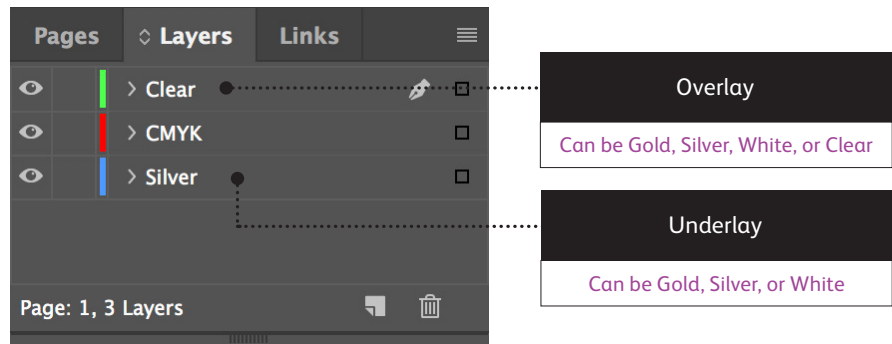 Pages Layers Links
Clear
CMYK
Silver
Page: 1, 3 Layers
Overlay
Can be Gold, Silver, White, or Clear
Underlay
Can be Gold, Silver, or White